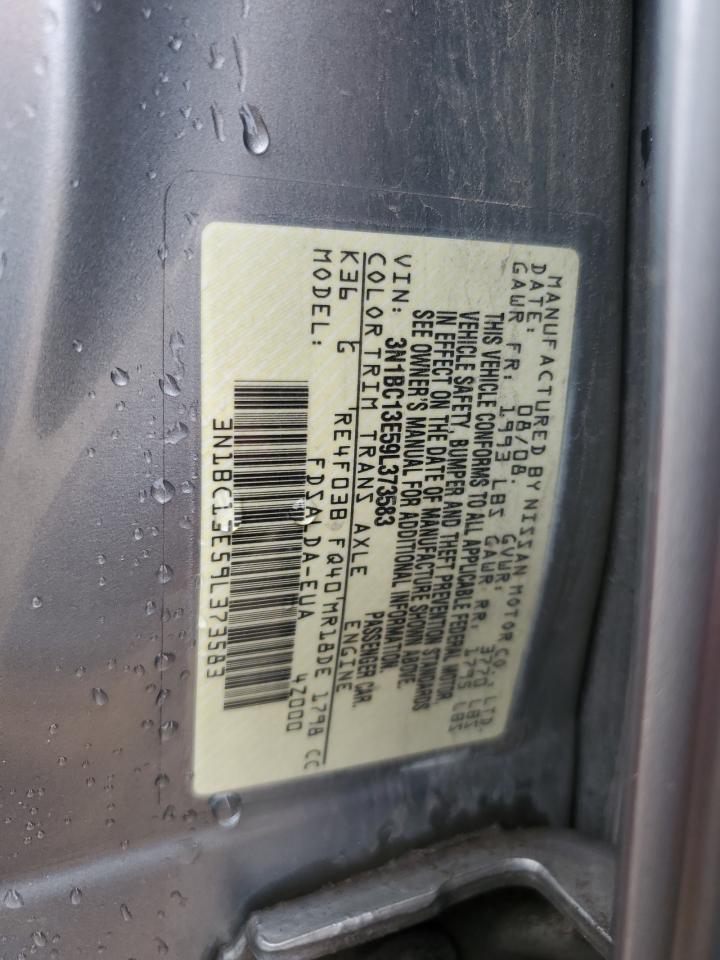 MANUFACTURED BY NISSAN MOTOR CO., LTD.
DATE: 08/08. GVWR: 3770 LBS
GAWR FR: 1993 LBS GAWR RR: 1795 LBS
THIS VEHICLE CONFORMS TO ALL APPLICABLE FEDERAL MOTOR
VEHICLE SAFETY, BUMPER AND THEFT PREVENTION STANDARDS
IN EFFECT ON THE DATE OF MANUFACTURE SHOWN ABOVE.
SEE OWNER'S MANUAL FOR ADDITIONAL INFORMATION.
VIN: 3N1BC13E59L373583 PASSENGER CAR.
COLOR TRIM TRANS AXLE ENGINE
K36 G RE4F03B FQ40 MR18DE 1798 CC
MODEL: FDSALDA-EUA 4Z000
3N1BC13E59L373583